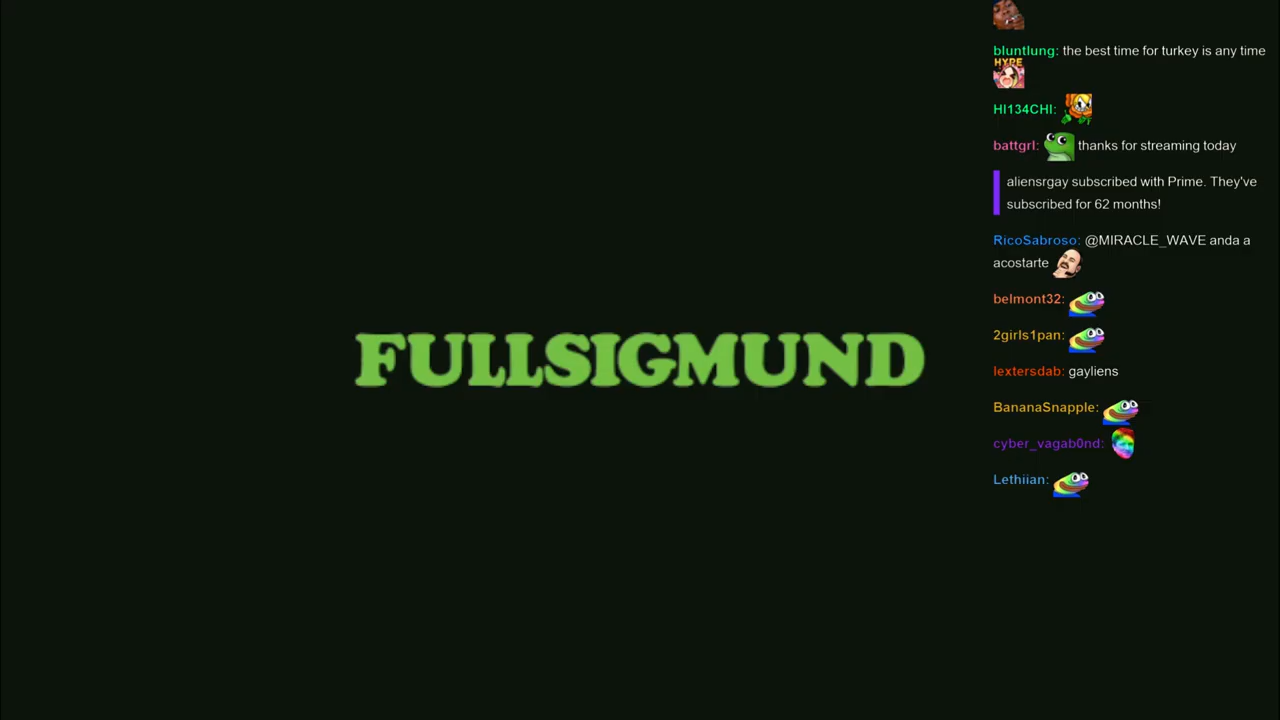 FULLSIGMUND
bluntlung: the best time for turkey is any time
HYPE
HI134CHI:
battgrl: thanks for streaming today
aliensrgay subscribed with Prime. They've
subscribed for 62 months!
RicoSabroso: @MIRACLE_WAVE anda a
acostarte
belmont32:
2girls1pan:
lextersdab: gayliens
BananaSnapple:
cyber_vagab0nd:
Lethiian: